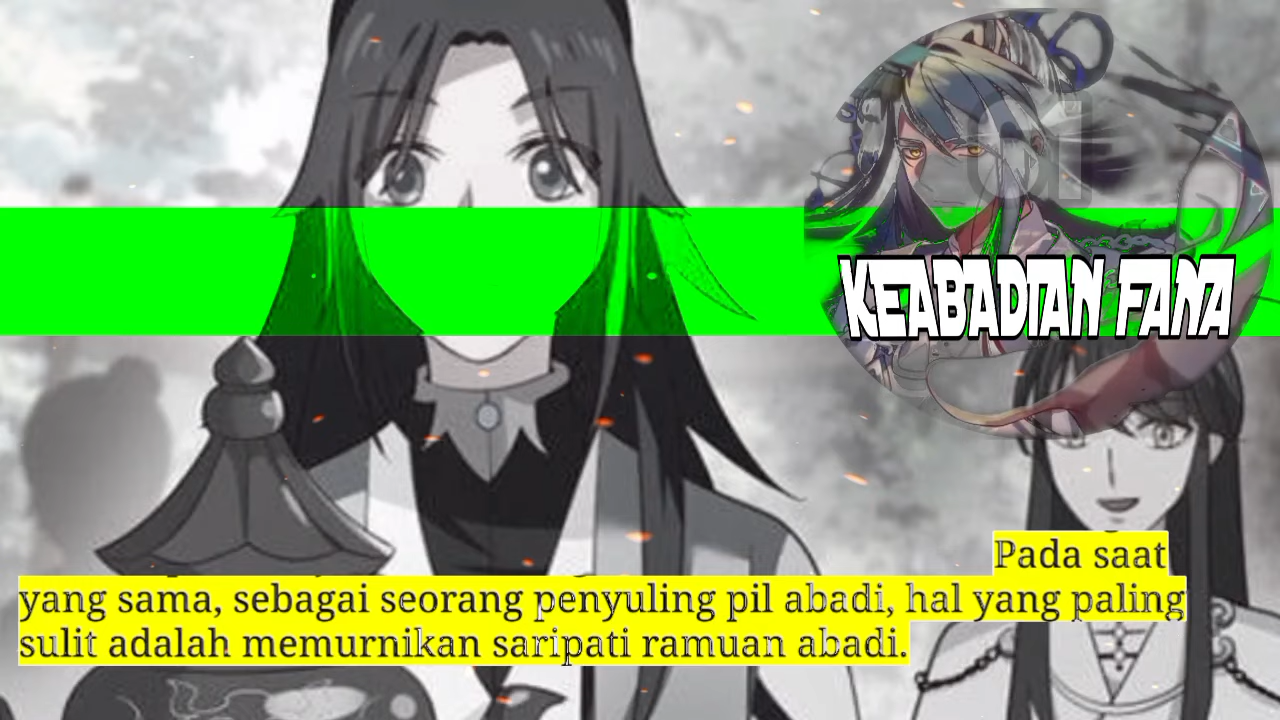 KEABADIAN FANA
Pada saat
yang sama, sebagai seorang penyuling pil abadi, hal yang paling
sulit adalah memurnikan saripati ramuan abadi.